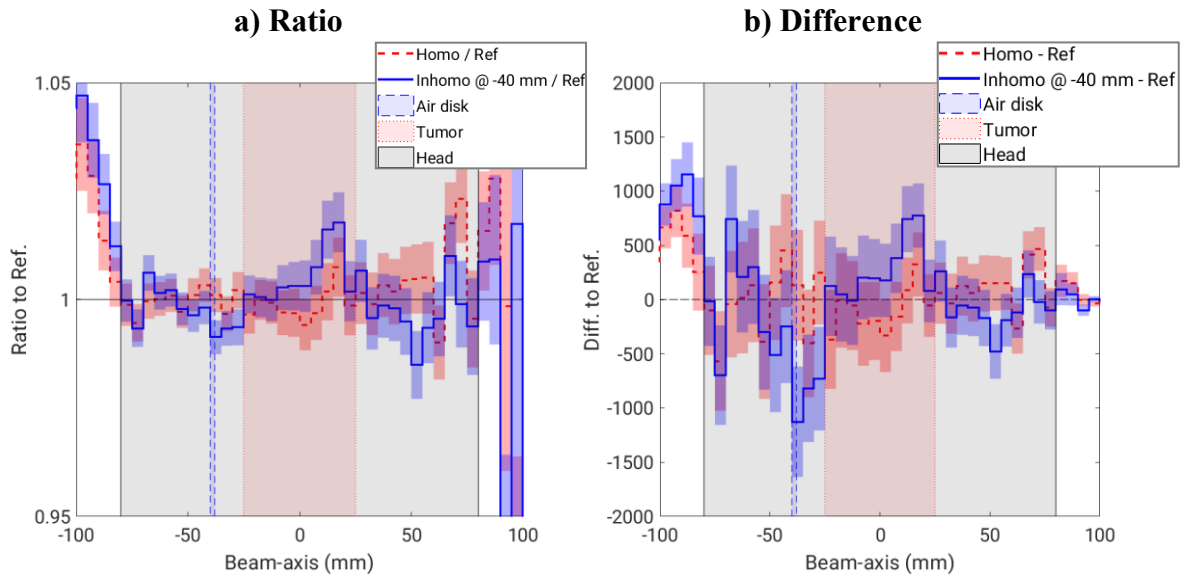 a) Ratio
b) Difference
Homo / Ref
Inhomo @ -40 mm / Ref
Air disk
Tumor
Head
1.05
1
0.95
Ratio to Ref.
-100
-50
0
50
100
Beam-axis (mm)
Homo - Ref
Inhomo @ -40 mm - Ref
Air disk
Tumor
Head
2000
1500
1000
500
0
-500
-1000
-1500
-2000
Diff. to Ref.
-100
-50
0
50
100
Beam-axis (mm)